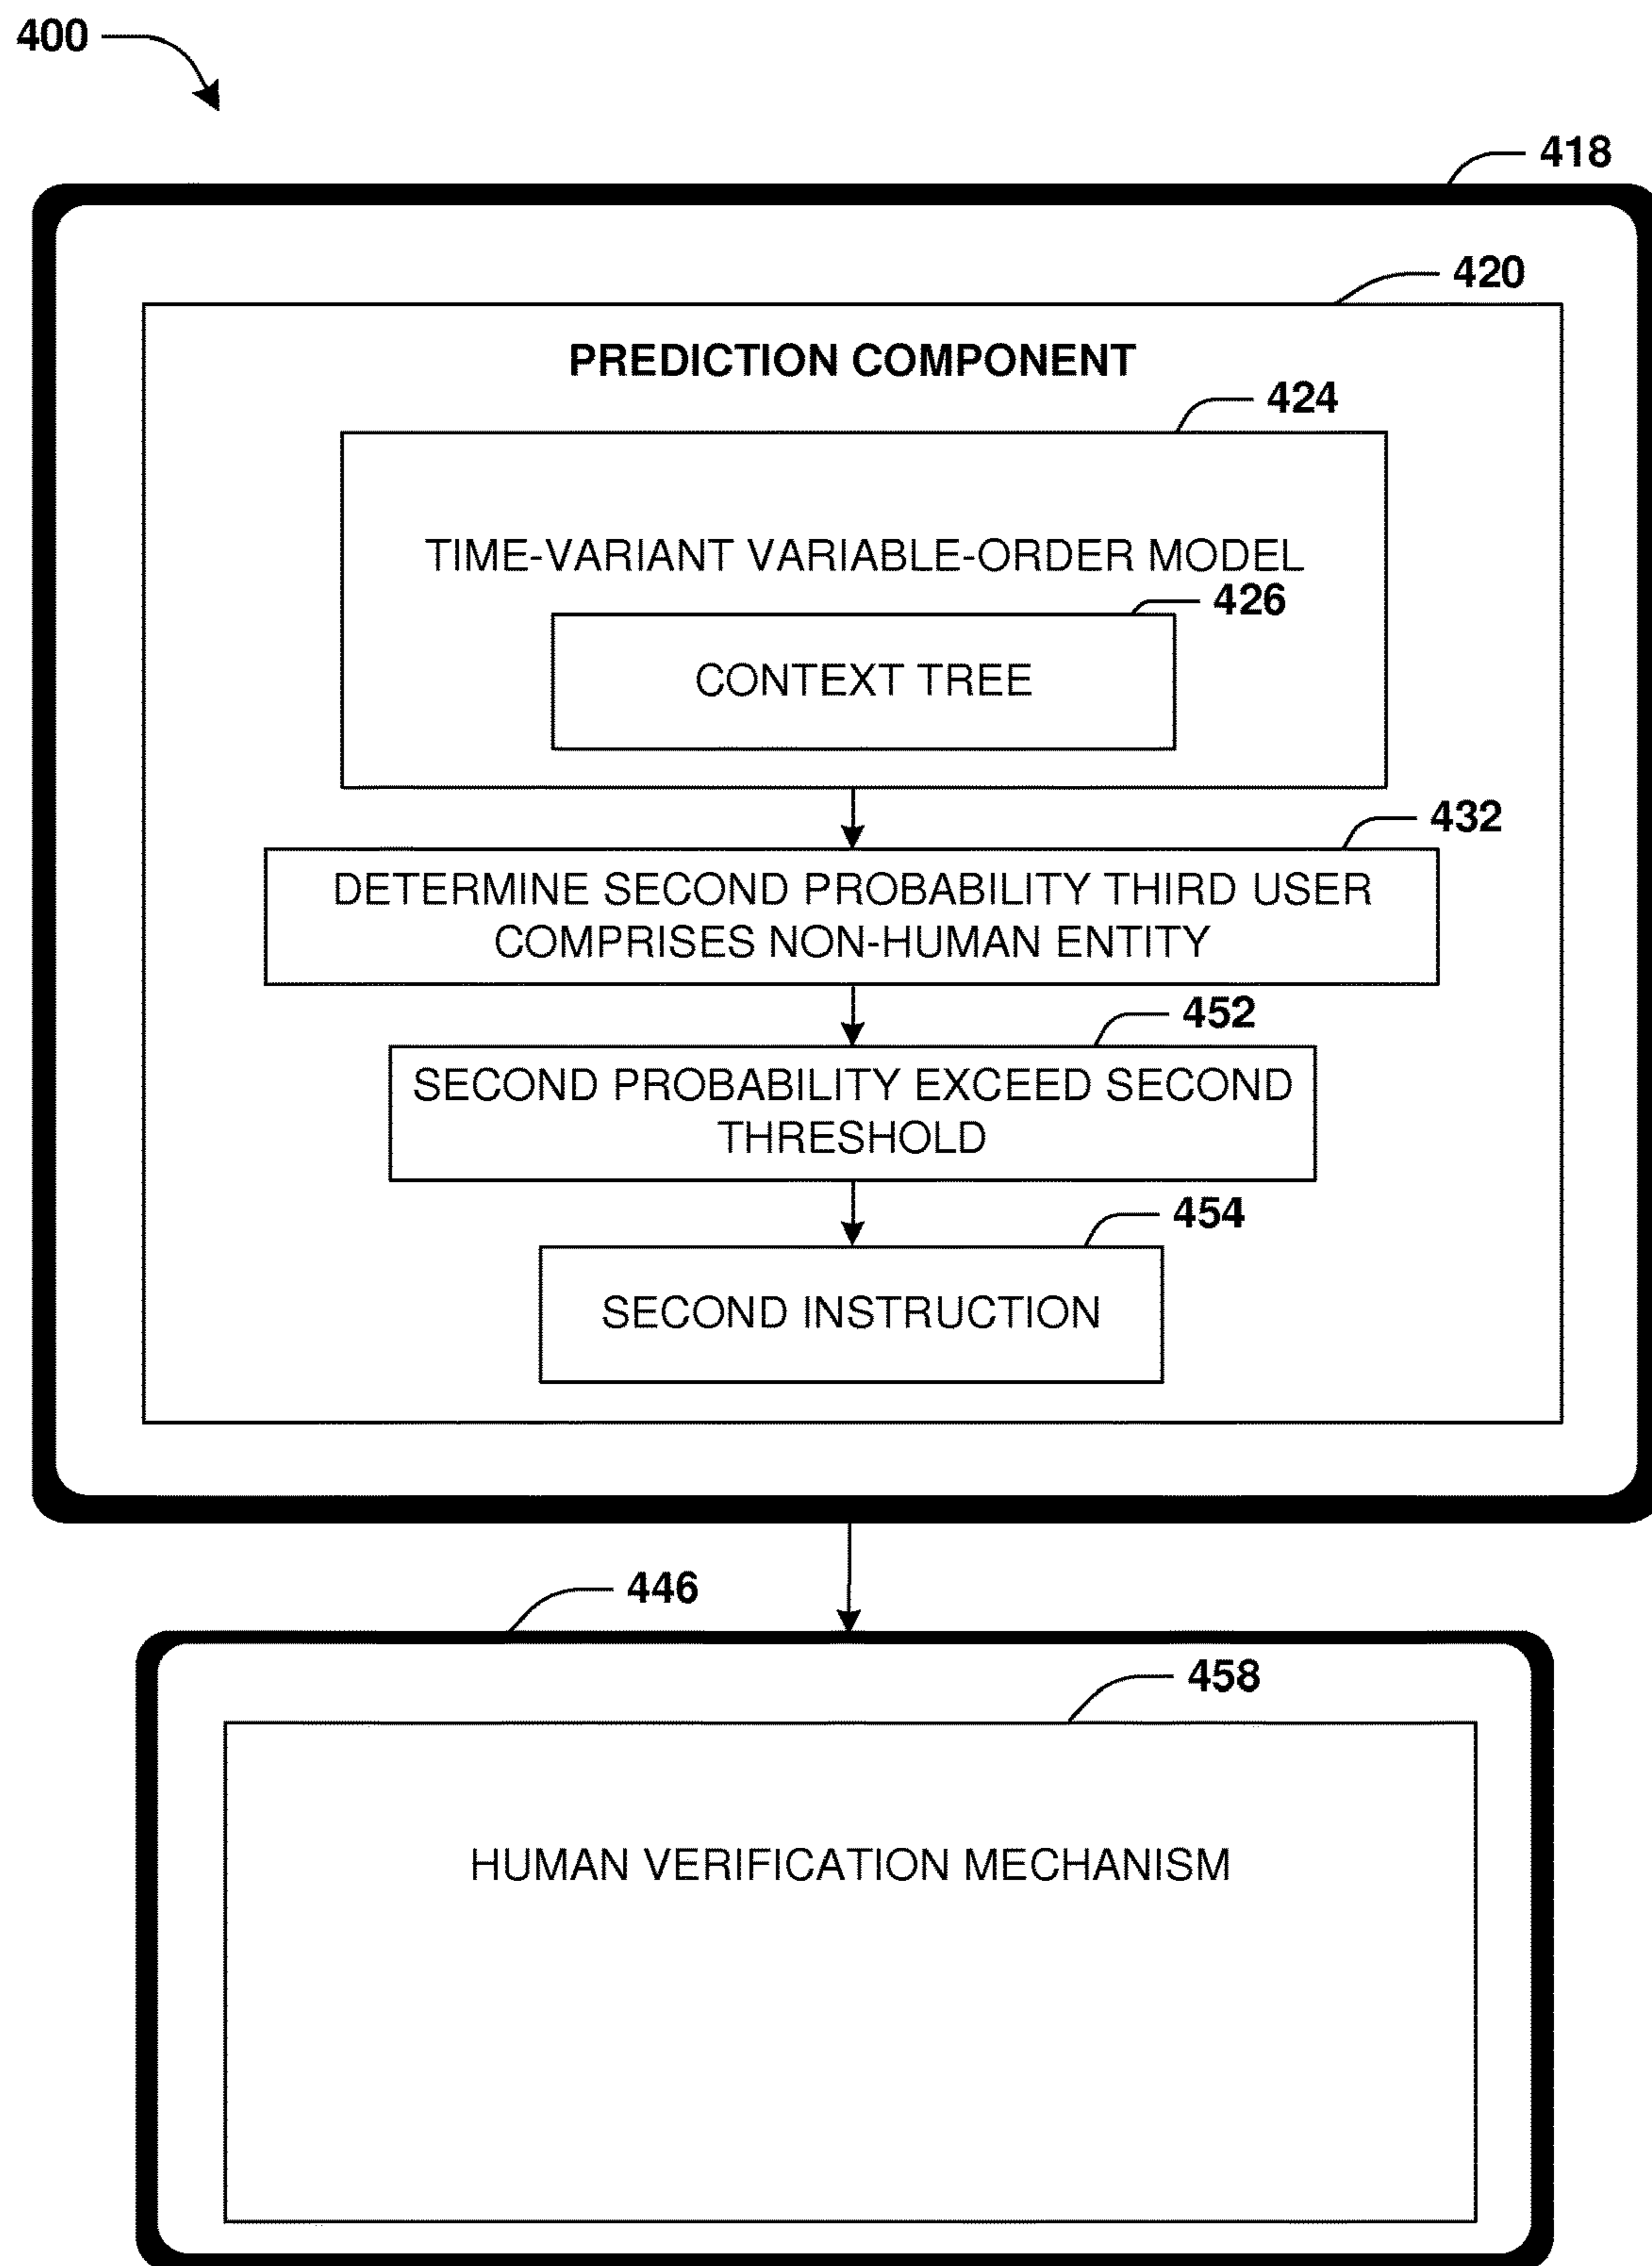 400
418
420
PREDICTION COMPONENT
424
TIME-VARIANT VARIABLE-ORDER MODEL
426
CONTEXT TREE
432
DETERMINE SECOND PROBABILITY THIRD USER
COMPRISES NON-HUMAN ENTITY
452
SECOND PROBABILITY EXCEED SECOND
THRESHOLD
454
SECOND INSTRUCTION
446
458
HUMAN VERIFICATION MECHANISM